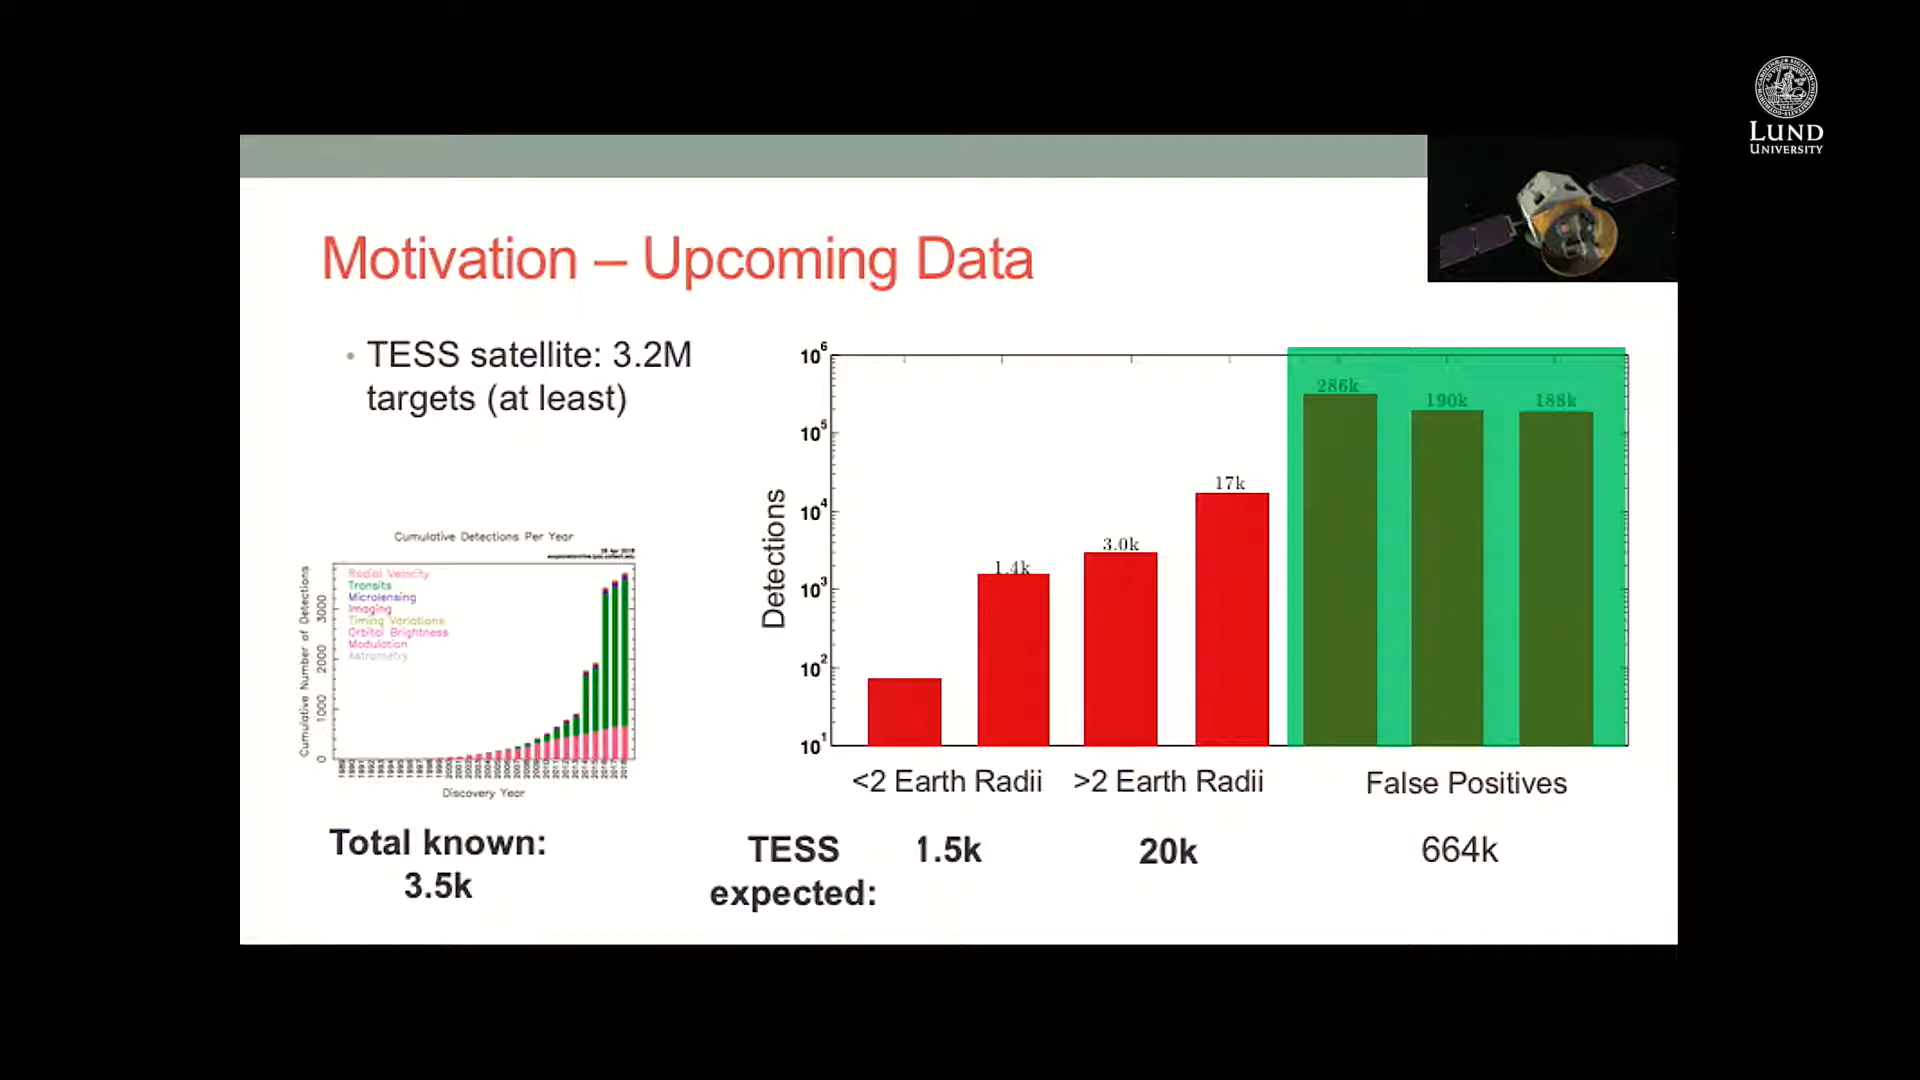 LUND
UNIVERSITY
Motivation – Upcoming Data
• TESS satellite: 3.2M
targets (at least)
Cumulative Detections Per Year
Radial Velocity
Transits
Microlensing
Imaging
Timing Variations
Orbital Brightness
Modulation
Astrometry
Cumulative Number of Detections
3000
2000
1000
0
Discovery Year
Total known:
3.5k
Detections
10⁶
10⁵
10⁴
10³
10²
10¹
1.4k
3.0k
17k
286k
190k
188k
<2 Earth Radii
>2 Earth Radii
False Positives
TESS
expected:
1.5k
20k
664k